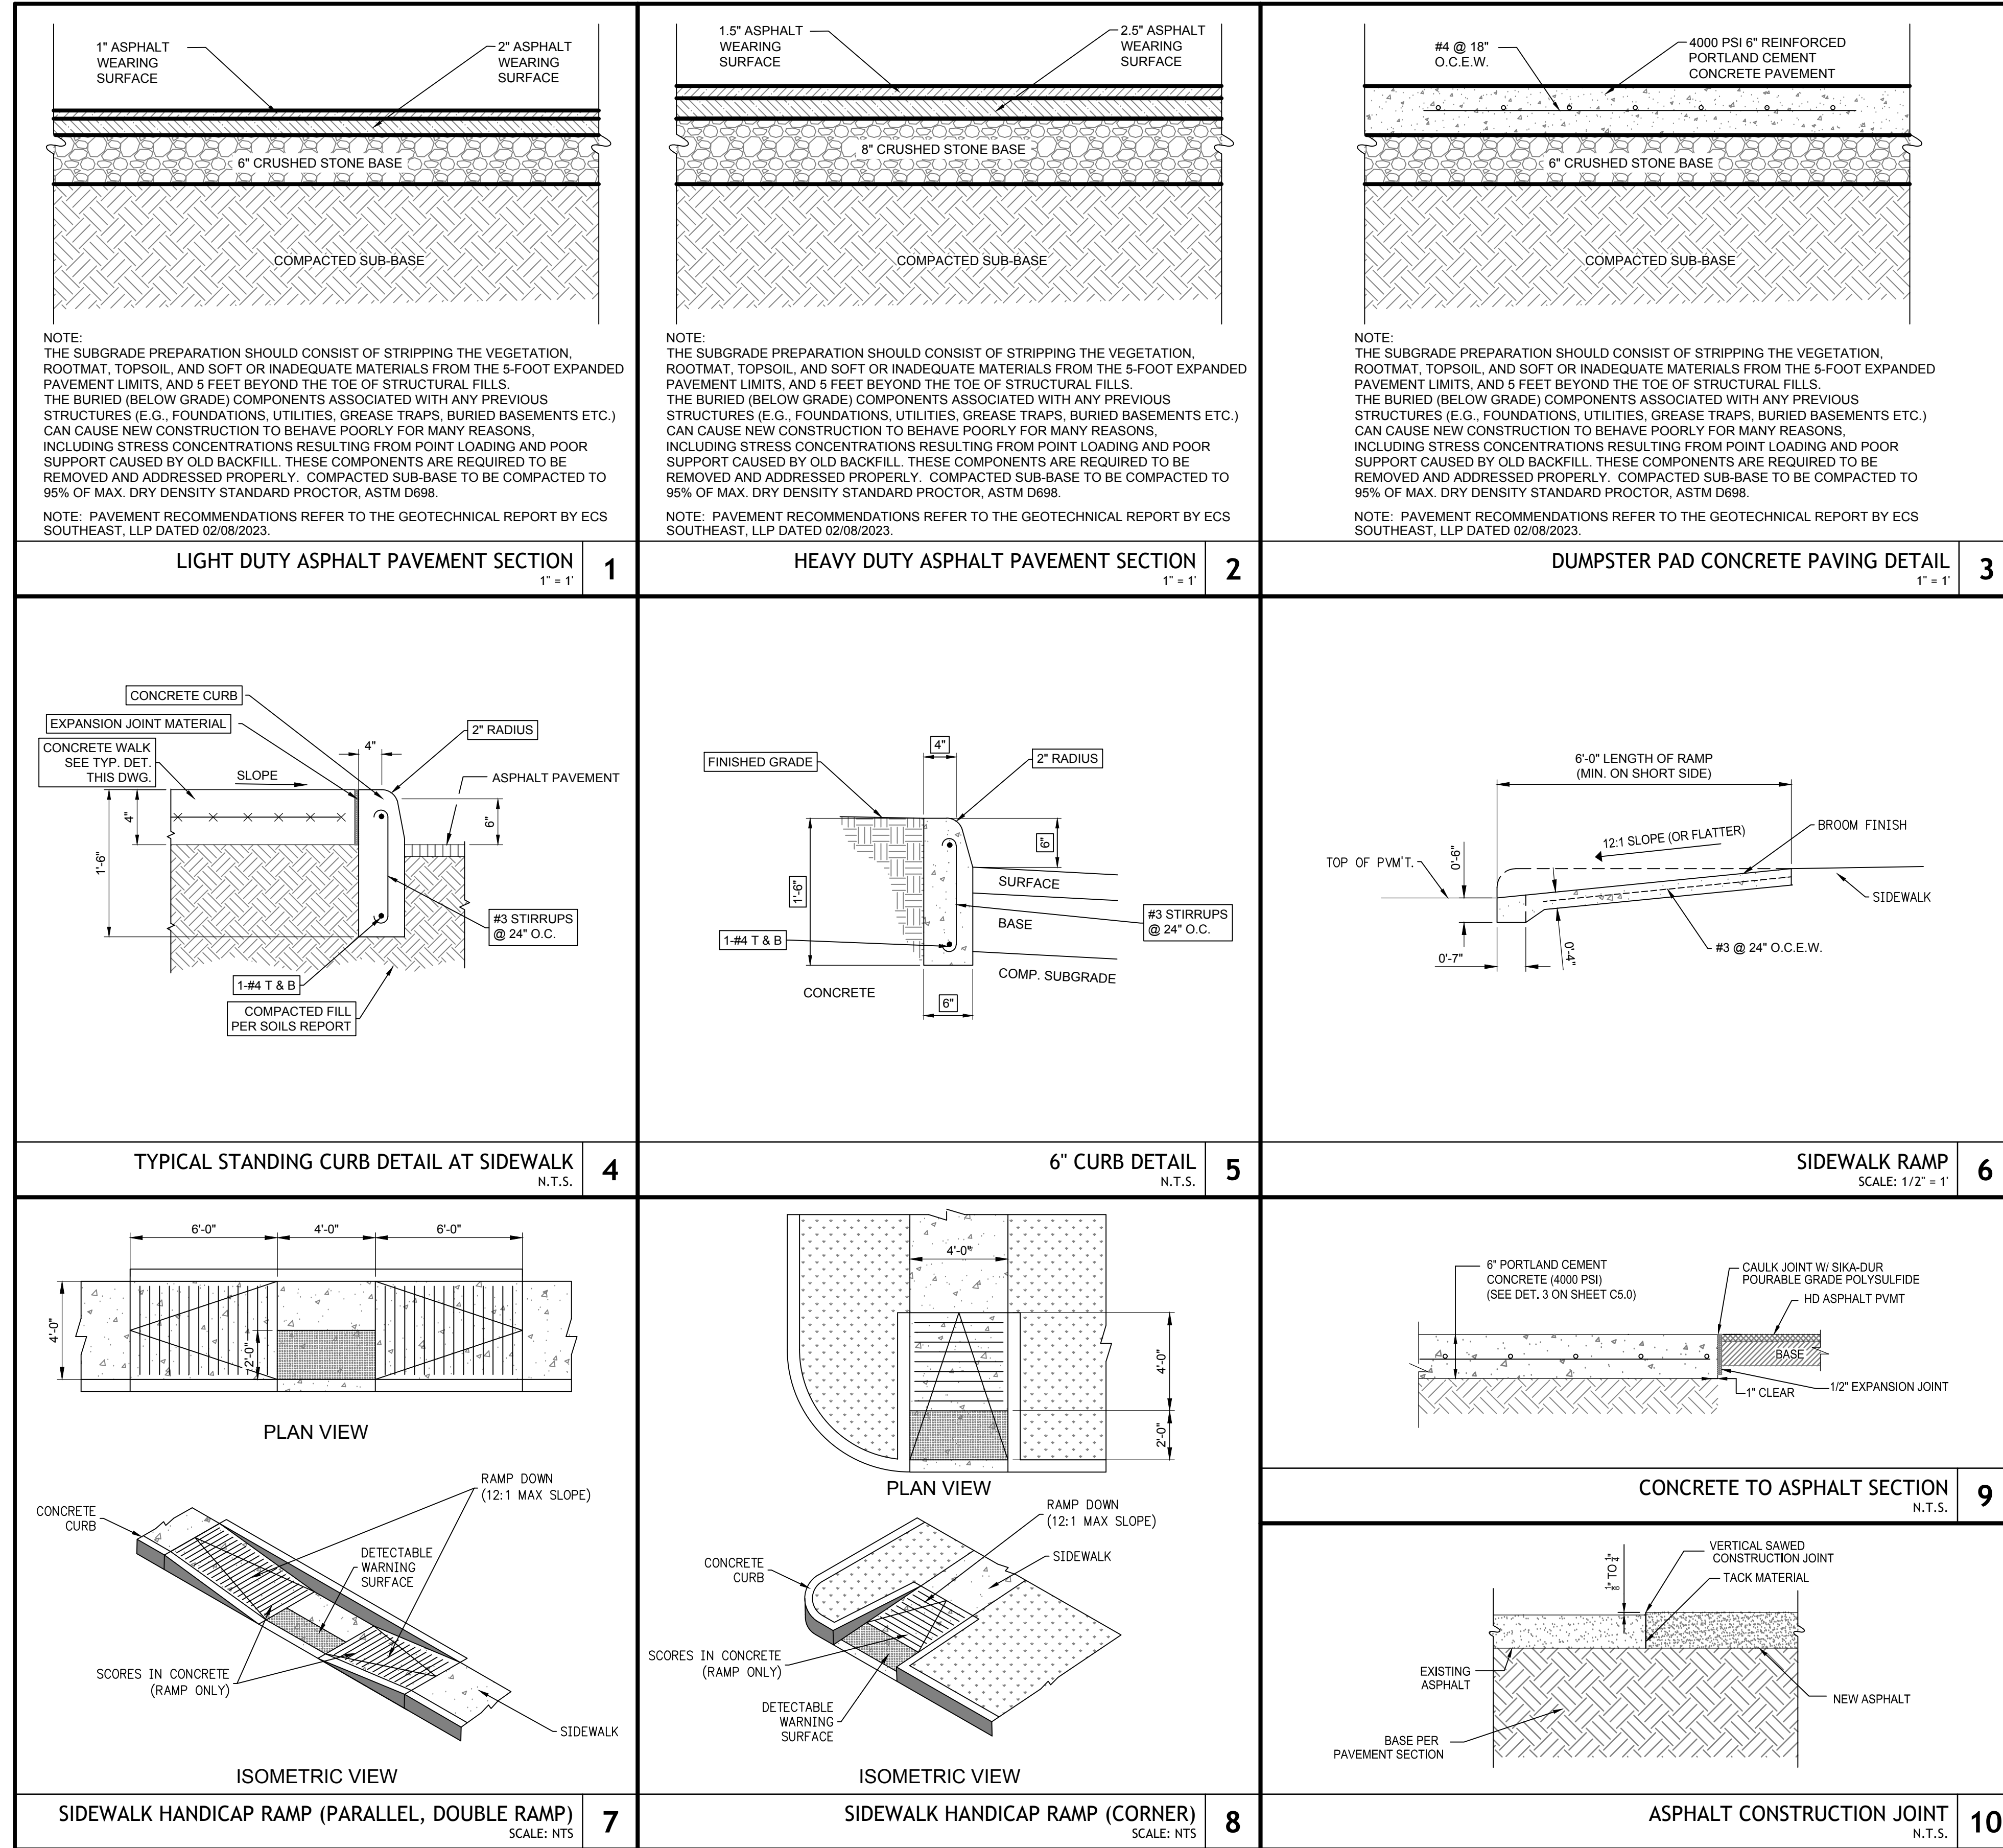 1" ASPHALT
WEARING
SURFACE
2" ASPHALT
WEARING
SURFACE
6" CRUSHED STONE BASE
COMPACTED SUB-BASE
NOTE:
THE SUBGRADE PREPARATION SHOULD CONSIST OF STRIPPING THE VEGETATION,
ROOTMAT, TOPSOIL, AND SOFT OR INADEQUATE MATERIALS FROM THE 5-FOOT EXPANDED
PAVEMENT LIMITS, AND 5 FEET BEYOND THE TOE OF STRUCTURAL FILLS.
THE BURIED (BELOW GRADE) COMPONENTS ASSOCIATED WITH ANY PREVIOUS
STRUCTURES (E.G., FOUNDATIONS, UTILITIES, GREASE TRAPS, BURIED BASEMENTS ETC.)
CAN CAUSE NEW CONSTRUCTION TO BEHAVE POORLY FOR MANY REASONS,
INCLUDING STRESS CONCENTRATIONS RESULTING FROM POINT LOADING AND POOR
SUPPORT CAUSED BY OLD BACKFILL. THESE COMPONENTS ARE REQUIRED TO BE
REMOVED AND ADDRESSED PROPERLY. COMPACTED SUB-BASE TO BE COMPACTED TO
95% OF MAX. DRY DENSITY STANDARD PROCTOR, ASTM D698.
NOTE: PAVEMENT RECOMMENDATIONS REFER TO THE GEOTECHNICAL REPORT BY ECS
SOUTHEAST, LLP DATED 02/08/2023.
LIGHT DUTY ASPHALT PAVEMENT SECTION
1" = 1'
1
1.5" ASPHALT
WEARING
SURFACE
2.5" ASPHALT
WEARING
SURFACE
8" CRUSHED STONE BASE
COMPACTED SUB-BASE
NOTE:
THE SUBGRADE PREPARATION SHOULD CONSIST OF STRIPPING THE VEGETATION,
ROOTMAT, TOPSOIL, AND SOFT OR INADEQUATE MATERIALS FROM THE 5-FOOT EXPANDED
PAVEMENT LIMITS, AND 5 FEET BEYOND THE TOE OF STRUCTURAL FILLS.
THE BURIED (BELOW GRADE) COMPONENTS ASSOCIATED WITH ANY PREVIOUS
STRUCTURES (E.G., FOUNDATIONS, UTILITIES, GREASE TRAPS, BURIED BASEMENTS ETC.)
CAN CAUSE NEW CONSTRUCTION TO BEHAVE POORLY FOR MANY REASONS,
INCLUDING STRESS CONCENTRATIONS RESULTING FROM POINT LOADING AND POOR
SUPPORT CAUSED BY OLD BACKFILL. THESE COMPONENTS ARE REQUIRED TO BE
REMOVED AND ADDRESSED PROPERLY. COMPACTED SUB-BASE TO BE COMPACTED TO
95% OF MAX. DRY DENSITY STANDARD PROCTOR, ASTM D698.
NOTE: PAVEMENT RECOMMENDATIONS REFER TO THE GEOTECHNICAL REPORT BY ECS
SOUTHEAST, LLP DATED 02/08/2023.
HEAVY DUTY ASPHALT PAVEMENT SECTION
1" = 1'
2
#4 @ 18"
O.C.E.W.
4000 PSI 6" REINFORCED
PORTLAND CEMENT
CONCRETE PAVEMENT
6" CRUSHED STONE BASE
COMPACTED SUB-BASE
NOTE:
THE SUBGRADE PREPARATION SHOULD CONSIST OF STRIPPING THE VEGETATION,
ROOTMAT, TOPSOIL, AND SOFT OR INADEQUATE MATERIALS FROM THE 5-FOOT EXPANDED
PAVEMENT LIMITS, AND 5 FEET BEYOND THE TOE OF STRUCTURAL FILLS.
THE BURIED (BELOW GRADE) COMPONENTS ASSOCIATED WITH ANY PREVIOUS
STRUCTURES (E.G., FOUNDATIONS, UTILITIES, GREASE TRAPS, BURIED BASEMENTS ETC.)
CAN CAUSE NEW CONSTRUCTION TO BEHAVE POORLY FOR MANY REASONS,
INCLUDING STRESS CONCENTRATIONS RESULTING FROM POINT LOADING AND POOR
SUPPORT CAUSED BY OLD BACKFILL. THESE COMPONENTS ARE REQUIRED TO BE
REMOVED AND ADDRESSED PROPERLY. COMPACTED SUB-BASE TO BE COMPACTED TO
95% OF MAX. DRY DENSITY STANDARD PROCTOR, ASTM D698.
NOTE: PAVEMENT RECOMMENDATIONS REFER TO THE GEOTECHNICAL REPORT BY ECS
SOUTHEAST, LLP DATED 02/08/2023.
DUMPSTER PAD CONCRETE PAVING DETAIL
1" = 1'
3
CONCRETE CURB
EXPANSION JOINT MATERIAL
CONCRETE WALK
SEE TYP. DET.
THIS DWG.
SLOPE
4"
2" RADIUS
ASPHALT PAVEMENT
4"
1'-6"
6"
#3 STIRRUPS
@ 24" O.C.
1-#4 T & B
COMPACTED FILL
PER SOILS REPORT
TYPICAL STANDING CURB DETAIL AT SIDEWALK
N.T.S.
4
FINISHED GRADE
4"
2" RADIUS
6"
1'-6"
SURFACE
BASE
#3 STIRRUPS
@ 24" O.C.
1-#4 T & B
COMP. SUBGRADE
CONCRETE
6"
6" CURB DETAIL
N.T.S.
5
6'-0" LENGTH OF RAMP
(MIN. ON SHORT SIDE)
12:1 SLOPE (OR FLATTER)
BROOM FINISH
TOP OF PVM'T.
0'-6"
SIDEWALK
#3 @ 24" O.C.E.W.
0'-4"
0'-7"
SIDEWALK RAMP
SCALE: 1/2" = 1'
6
6'-0"
4'-0"
6'-0"
4'-0"
2'-0"
PLAN VIEW
RAMP DOWN
(12:1 MAX SLOPE)
CONCRETE
CURB
DETECTABLE
WARNING
SURFACE
SCORES IN CONCRETE
(RAMP ONLY)
SIDEWALK
ISOMETRIC VIEW
SIDEWALK HANDICAP RAMP (PARALLEL, DOUBLE RAMP)
SCALE: NTS
7
4'-0"
4'-0"
2'-0"
PLAN VIEW
RAMP DOWN
(12:1 MAX SLOPE)
SIDEWALK
CONCRETE
CURB
SCORES IN CONCRETE
(RAMP ONLY)
DETECTABLE
WARNING
SURFACE
ISOMETRIC VIEW
SIDEWALK HANDICAP RAMP (CORNER)
SCALE: NTS
8
6" PORTLAND CEMENT
CONCRETE (4000 PSI)
(SEE DET. 3 ON SHEET C5.0)
CAULK JOINT W/ SIKA-DUR
POURABLE GRADE POLYSULFIDE
HD ASPHALT PVMT
BASE
1" CLEAR
1/2" EXPANSION JOINT
CONCRETE TO ASPHALT SECTION
N.T.S.
9
1/8" TO 1/4"
VERTICAL SAWED
CONSTRUCTION JOINT
TACK MATERIAL
EXISTING
ASPHALT
NEW ASPHALT
BASE PER
PAVEMENT SECTION
ASPHALT CONSTRUCTION JOINT
N.T.S.
10